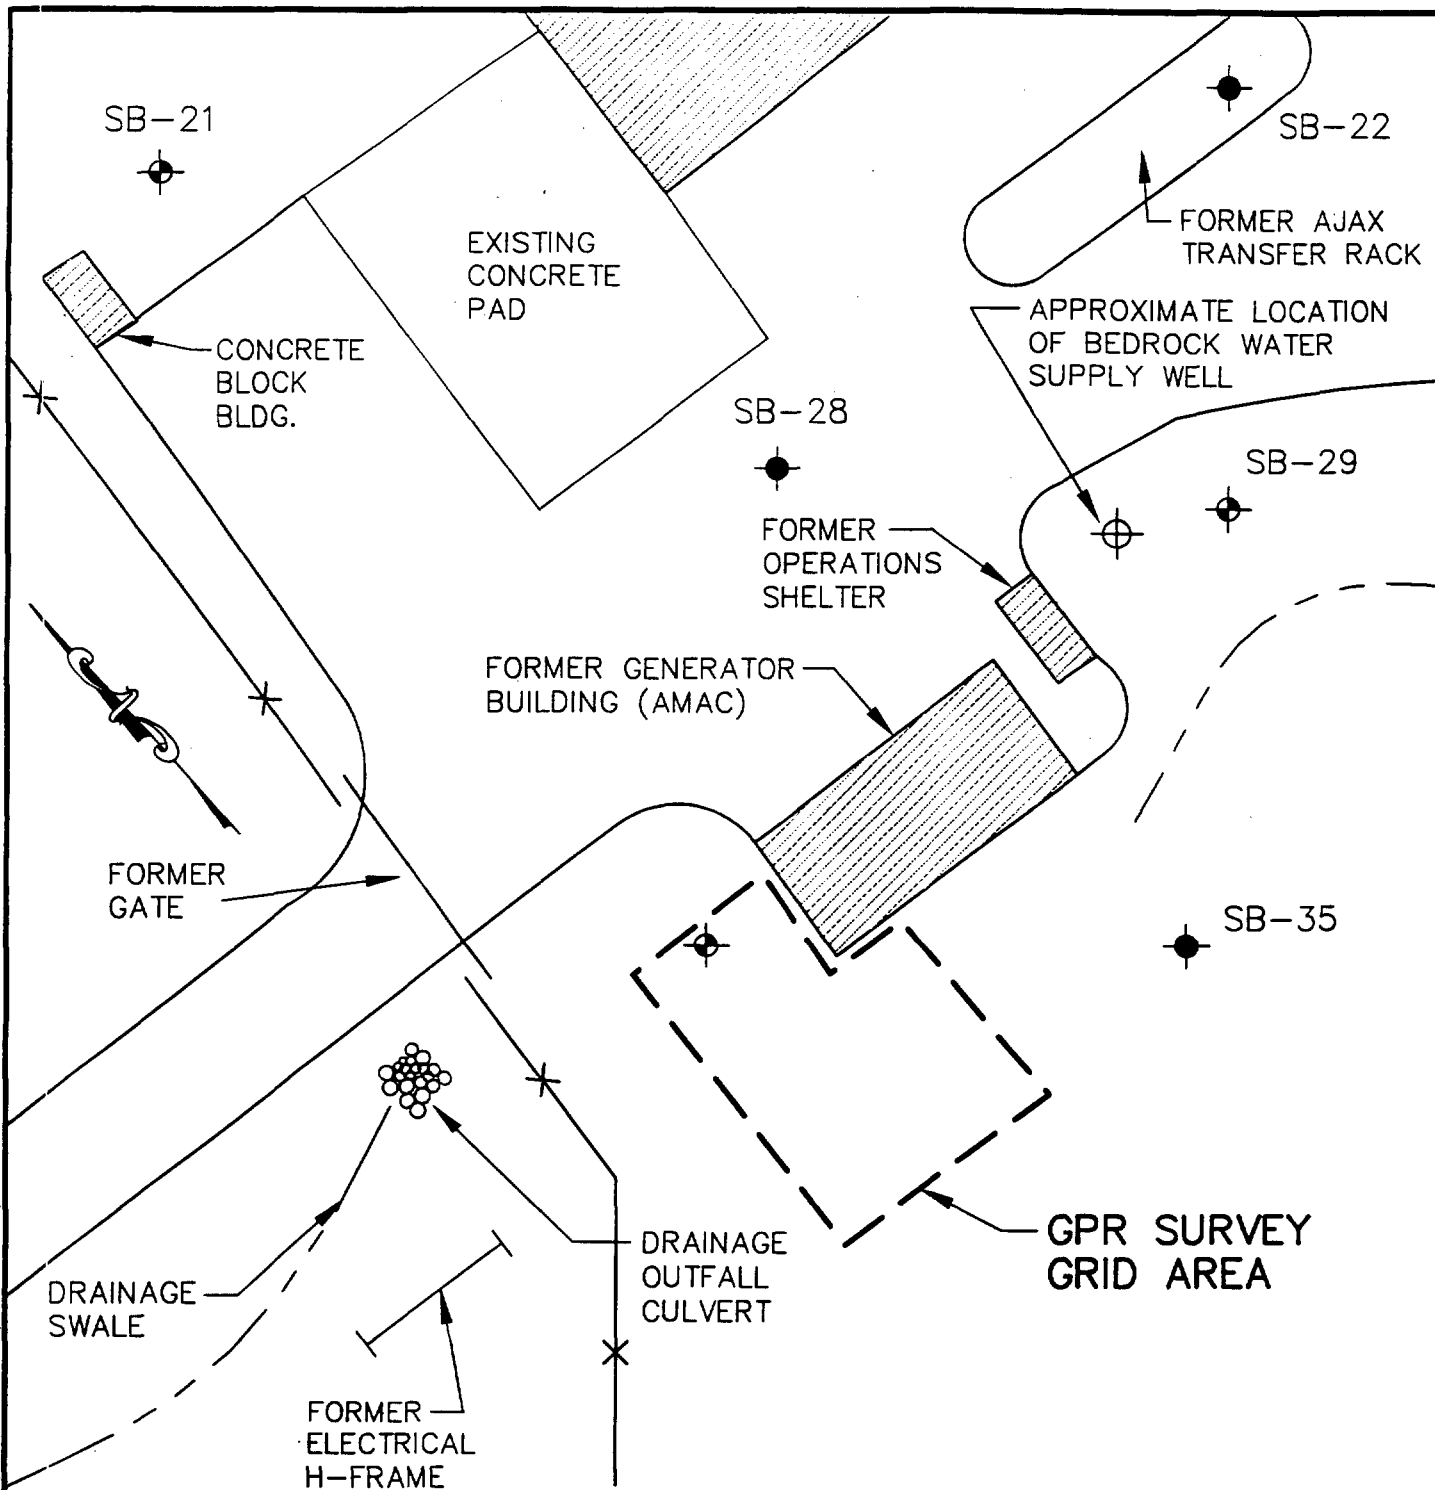 SB-21
SB-22
FORMER AJAX
TRANSFER RACK
EXISTING
CONCRETE
PAD
APPROXIMATE LOCATION
OF BEDROCK WATER
SUPPLY WELL
CONCRETE
BLOCK
BLDG.
SB-28
SB-29
FORMER
OPERATIONS
SHELTER
FORMER GENERATOR
BUILDING (AMAC)
FORMER
GATE
SB-35
GPR SURVEY
GRID AREA
DRAINAGE
OUTFALL
CULVERT
DRAINAGE
SWALE
FORMER
ELECTRICAL
H-FRAME